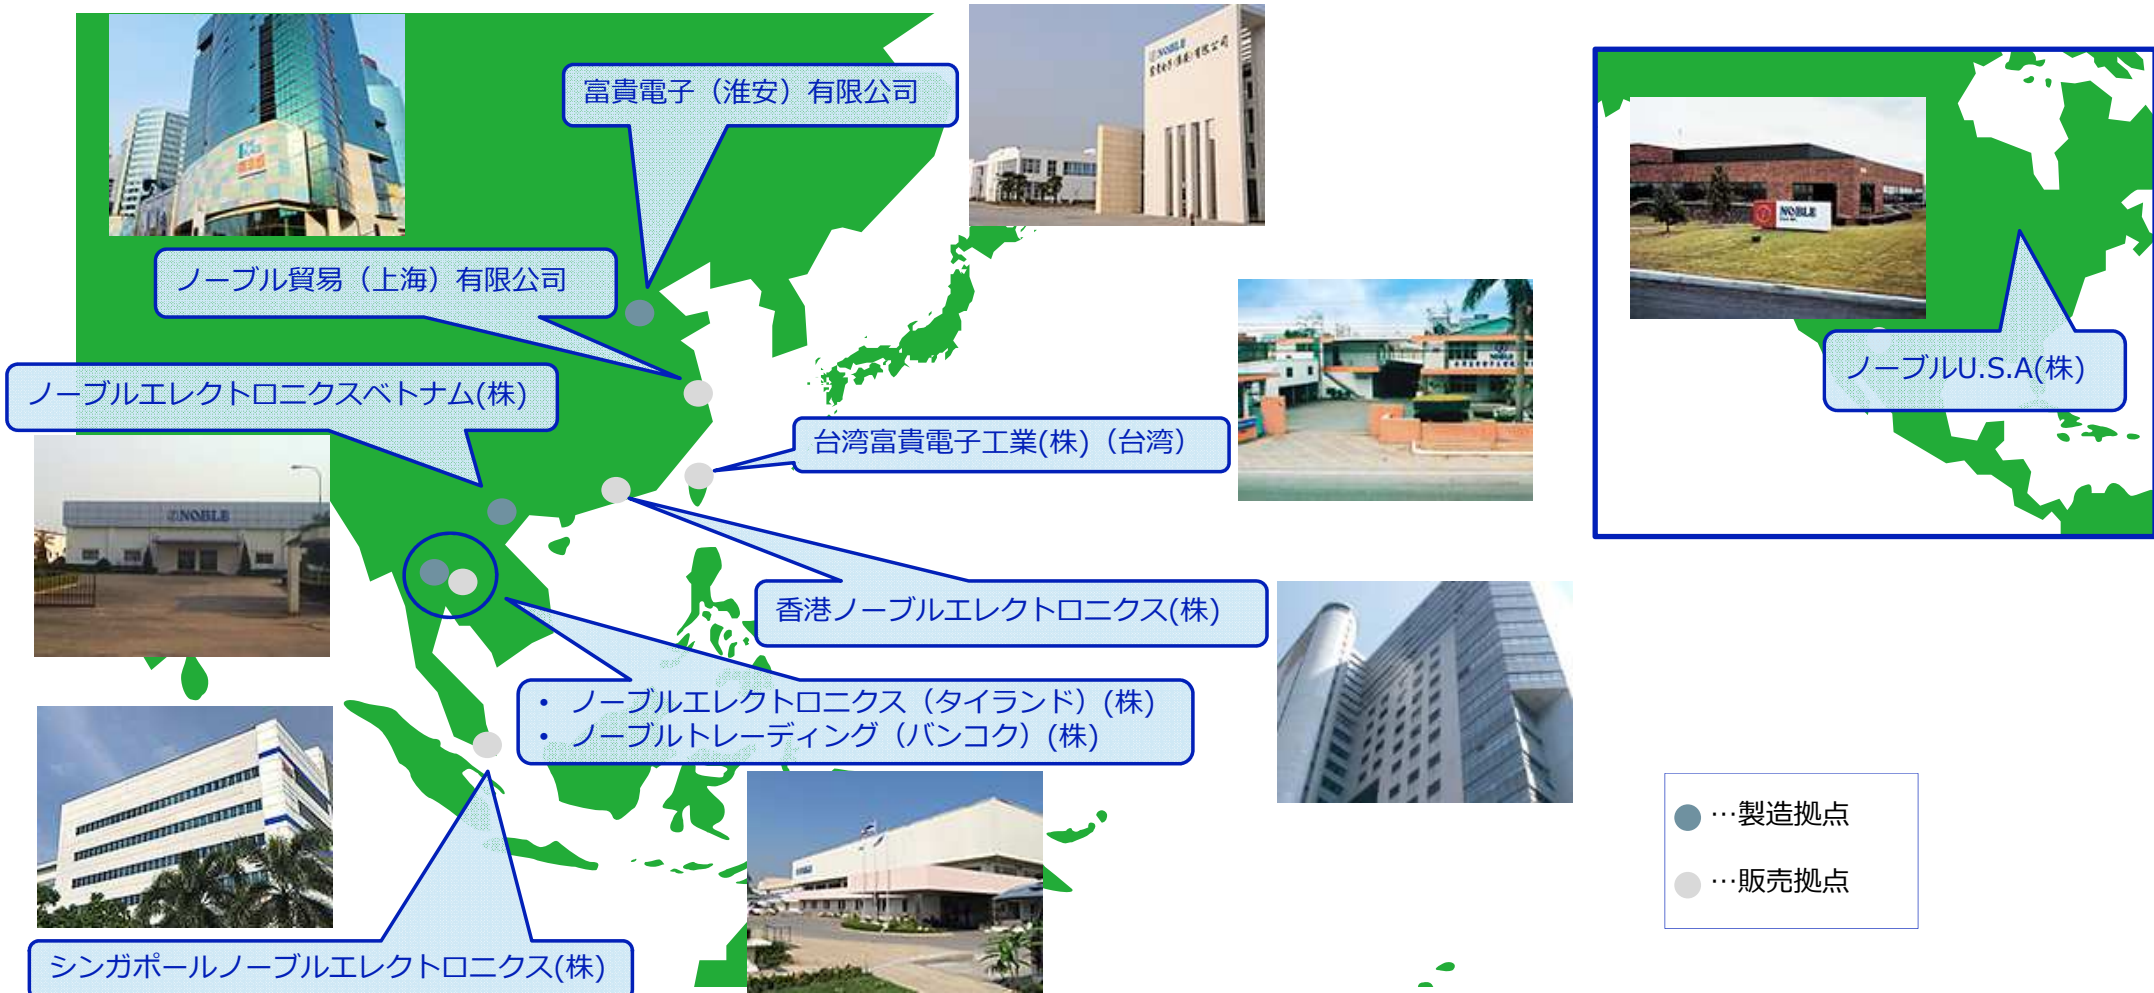 富貴電子（淮安）有限公司
NOBLE
ノーブル貿易（上海）有限公司
NOBLE
ノーブルU.S.A(株)
ノーブルエレクトロニクスベトナム(株)
NOBLE
台湾富貴電子工業(株)（台湾）
NOBLE
香港ノーブルエレクトロニクス(株)
• ノーブルエレクトロニクス（タイランド）(株)
• ノーブルトレーディング（バンコク）(株)
NOBLE
シンガポールノーブルエレクトロニクス(株)
…製造拠点
…販売拠点